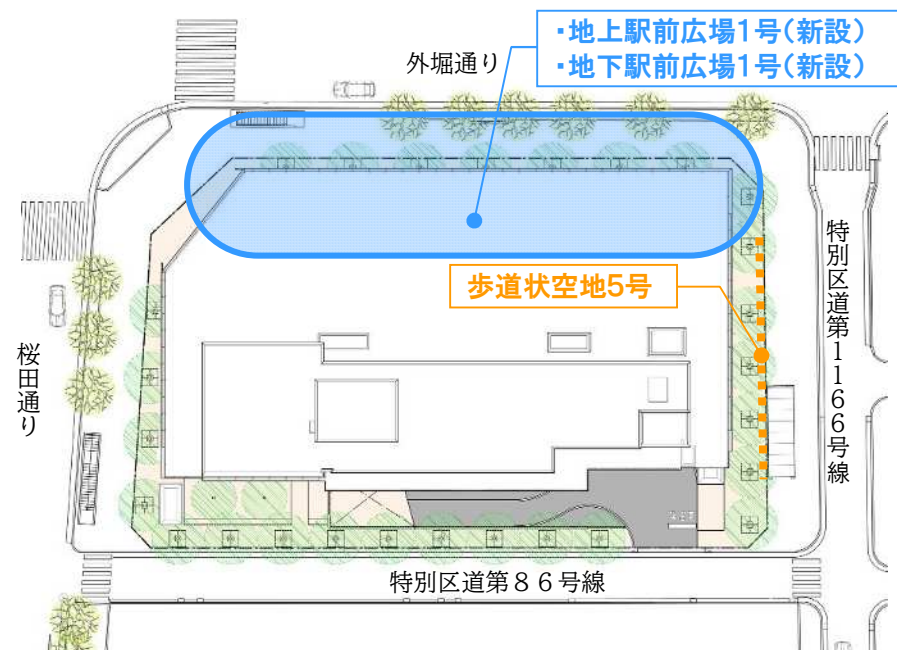 ・地上駅前広場1号(新設)
・地下駅前広場1号(新設)
外堀通り
歩道状空地5号
特別区道第1166号線
桜田通り
特別区道第86号線